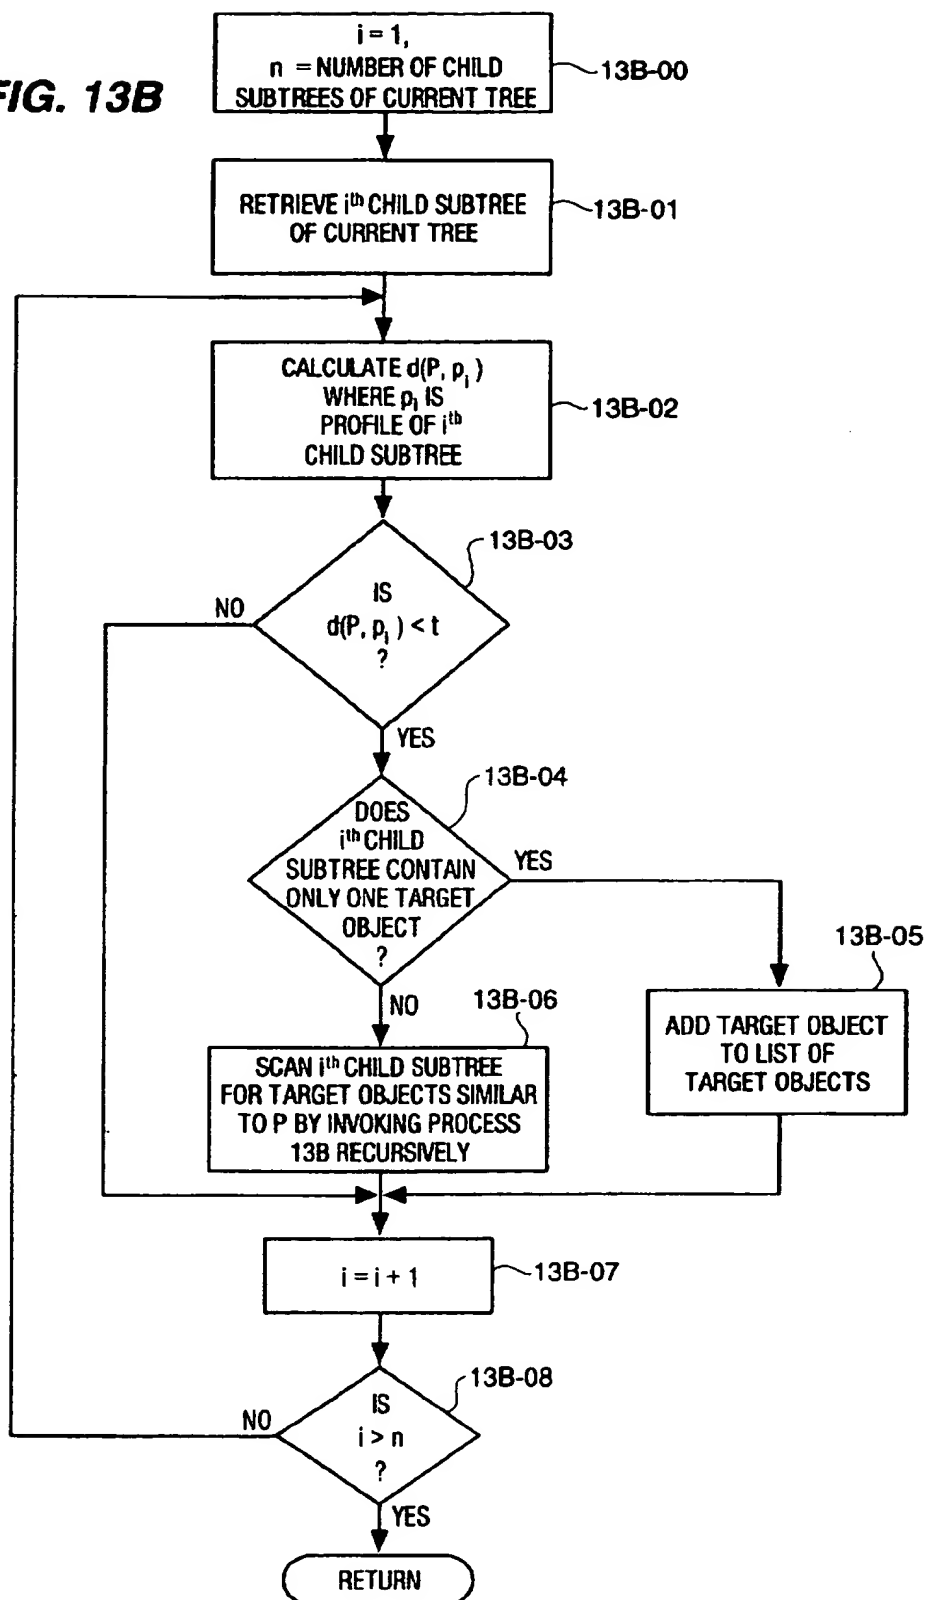 FIG. 13B
i = 1,
n = NUMBER OF CHILD
SUBTREES OF CURRENT TREE
13B-00
RETRIEVE iᵗʰ CHILD SUBTREE
OF CURRENT TREE
13B-01
CALCULATE d(P, pᵢ)
WHERE pᵢ IS
PROFILE OF iᵗʰ
CHILD SUBTREE
13B-02
13B-03
IS
d(P, pᵢ) < t
?
NO
YES
13B-04
DOES
iᵗʰ CHILD
SUBTREE CONTAIN
ONLY ONE TARGET
OBJECT
?
YES
NO
13B-05
ADD TARGET OBJECT
TO LIST OF
TARGET OBJECTS
13B-06
SCAN iᵗʰ CHILD SUBTREE
FOR TARGET OBJECTS SIMILAR
TO P BY INVOKING PROCESS
13B RECURSIVELY
i = i + 1
13B-07
13B-08
IS
i > n
?
NO
YES
RETURN